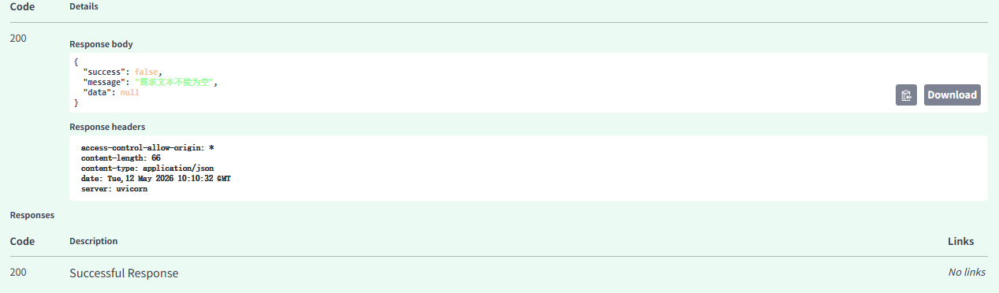 Code Details
200
Response body
{
"success": false,
"message": "需求文本不能为空",
"data": null
}
Download
Response headers
access-control-allow-origin: *
content-length: 66
content-type: application/json
date: Tue,12 May 2026 10:10:32 GMT
server: uvicorn
Responses
Code Description Links
200 Successful Response No links